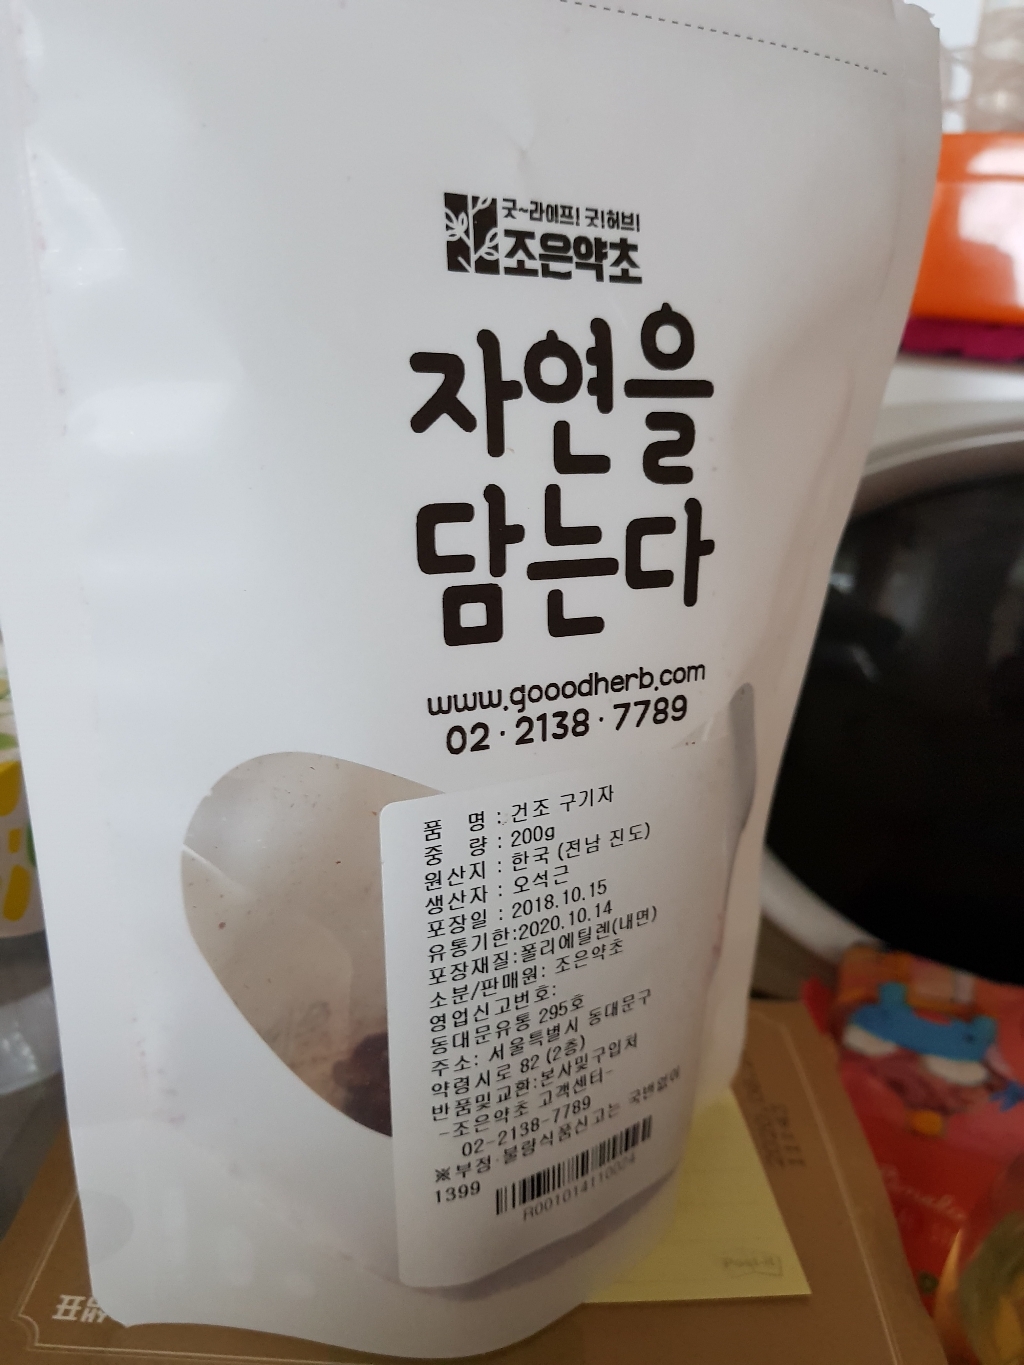 굿~라이프! 굿!허브!
조은약초
자연을
담는다
www.gooodherb.com
02·2138·7789
품 명 : 건조 구기자
중 량 : 200g
원산지 : 한국 (전남 진도)
생산자 : 오석근
포장일 : 2018.10.15
유통기한:2020.10.14
포장재질:폴리에틸렌(내면)
소분/판매원: 조은약초
영업신고번호:
동대문유통 295호
주소: 서울특별시 동대문구
약령시로 82 (2층)
반품및교환:본사및구입처
-조은약초 고객센터-
02-2138-7789
※부정·불량식품신고는 국번없이
1399
R001014110024